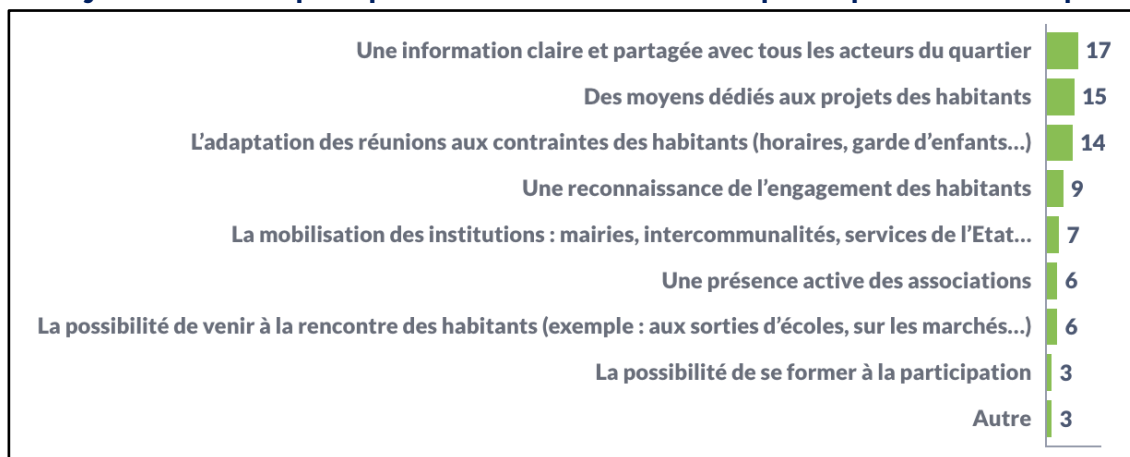 Une information claire et partagée avec tous les acteurs du quartier 17
Des moyens dédiés aux projets des habitants 15
L’adaptation des réunions aux contraintes des habitants (horaires, garde d’enfants…) 14
Une reconnaissance de l’engagement des habitants 9
La mobilisation des institutions : mairies, intercommunalités, services de l’Etat… 7
Une présence active des associations 6
La possibilité de venir à la rencontre des habitants (exemple : aux sorties d’écoles, sur les marchés…) 6
La possibilité de se former à la participation 3
Autre 3